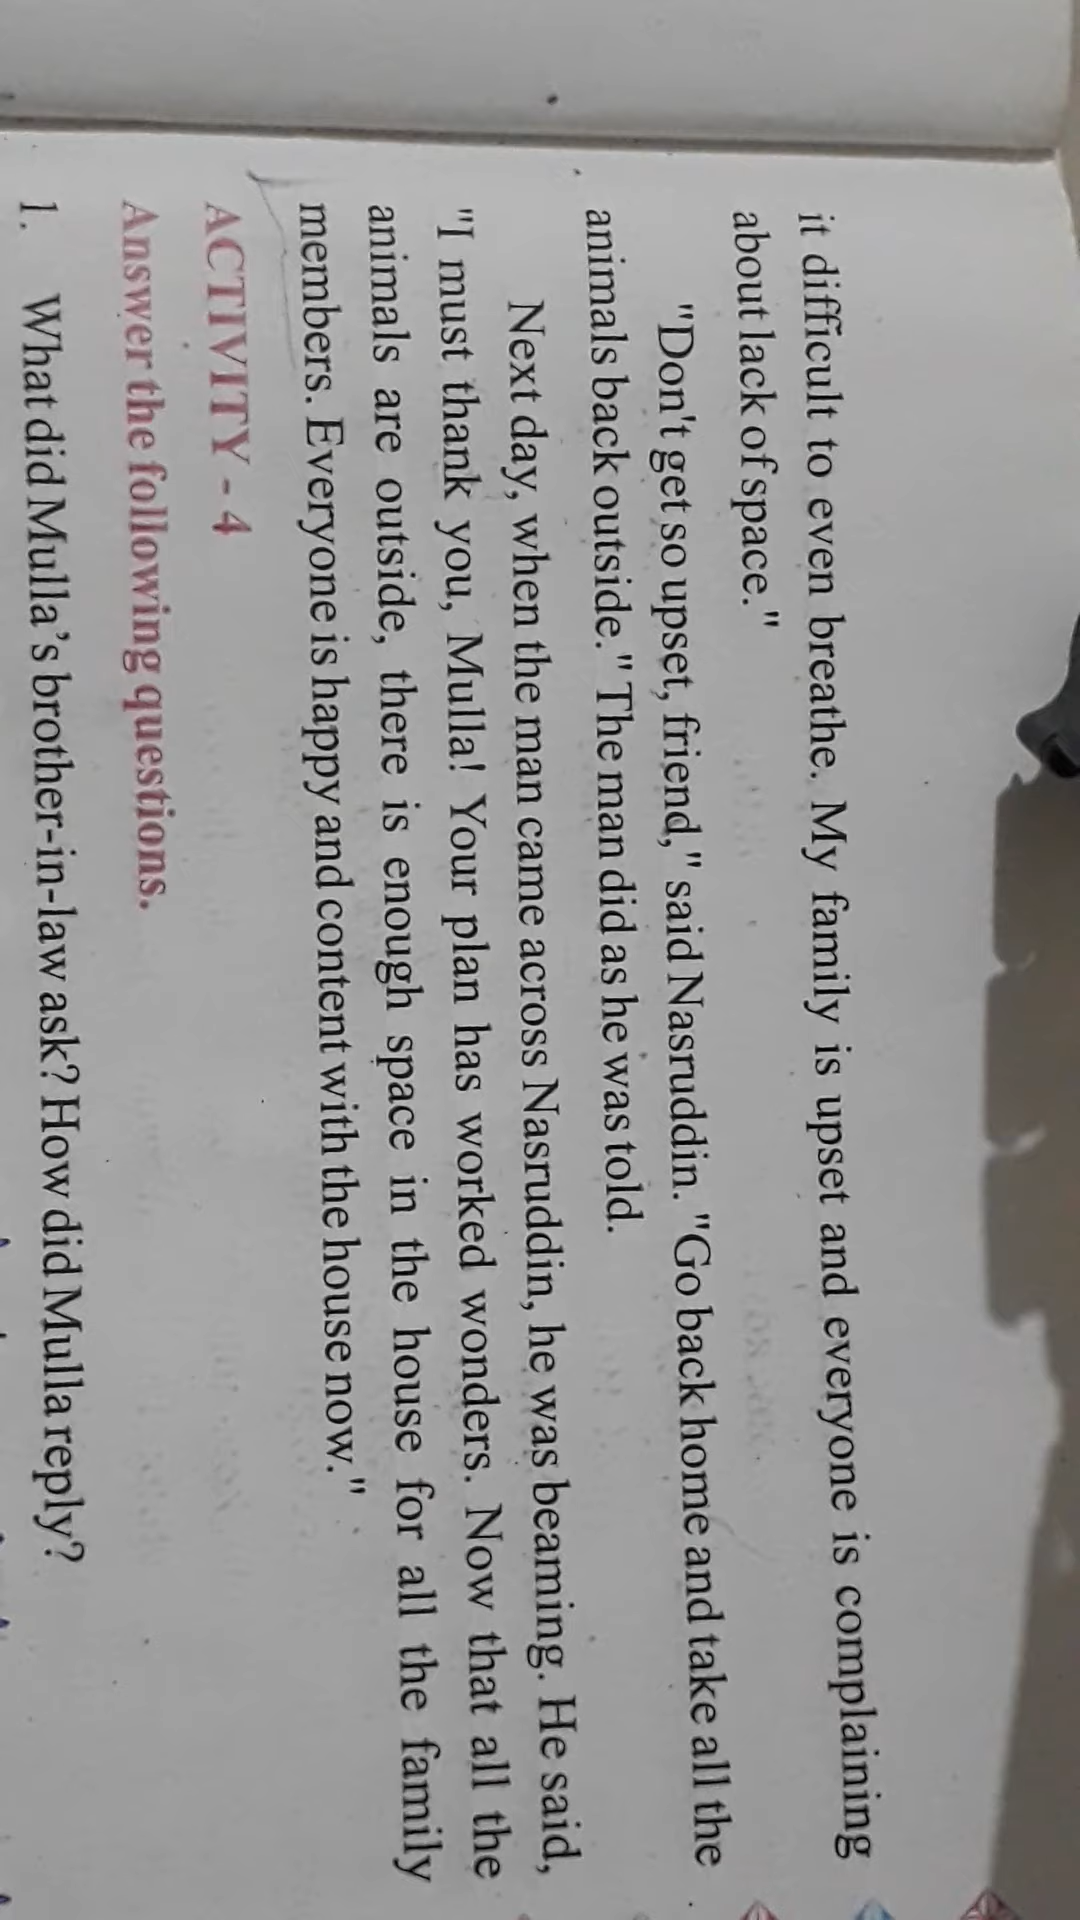 it difficult to even breathe. My family is upset and everyone is complaining
about lack of space."
"Don't get so upset, friend," said Nasruddin. "Go back home and take all the
animals back outside." The man did as he was told.
Next day, when the man came across Nasruddin, he was beaming. He said,
"I must thank you, Mulla! Your plan has worked wonders. Now that all the
animals are outside, there is enough space in the house for all the family
members. Everyone is happy and content with the house now."
ACTIVITY - 4
Answer the following questions.
1. What did Mulla's brother-in-law ask? How did Mulla reply?